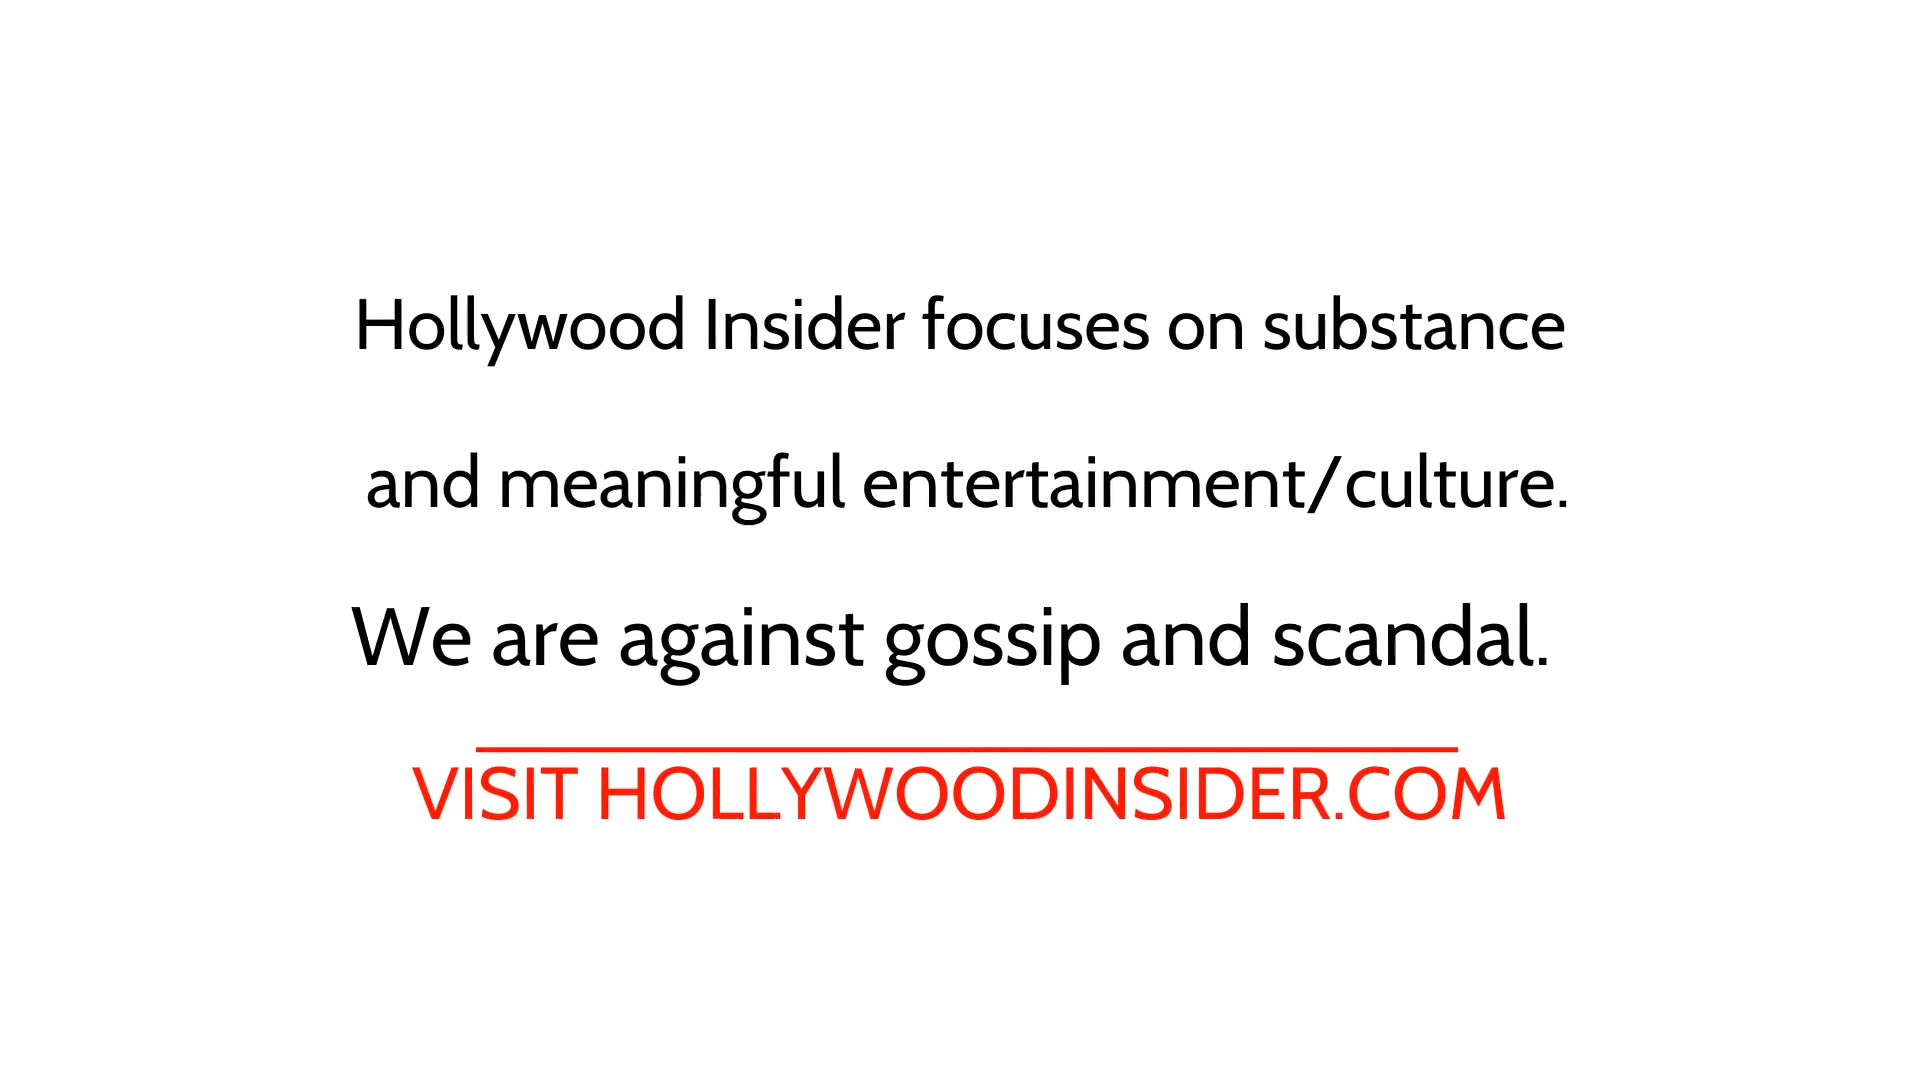 Hollywood Insider focuses on substance
and meaningful entertainment/culture.
We are against gossip and scandal.
VISIT HOLLYWOODINSIDER.COM